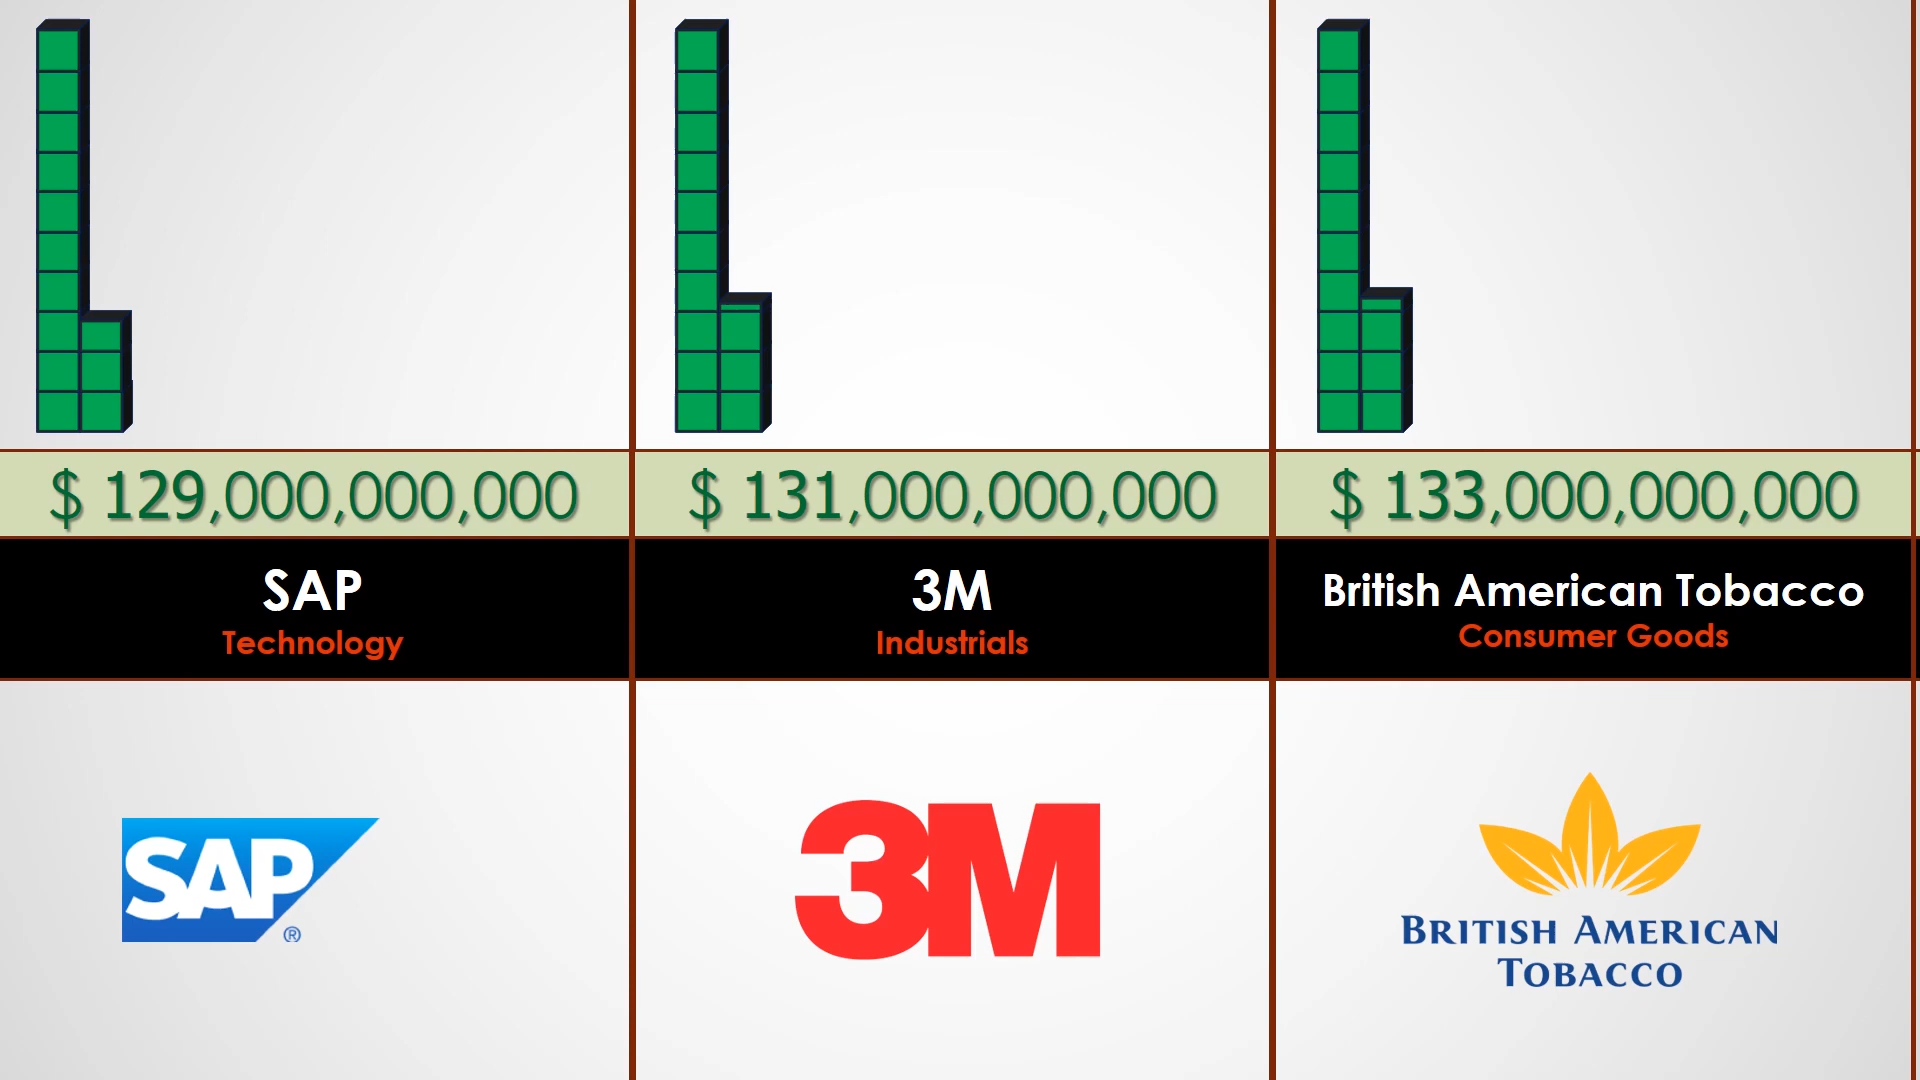 $ 129,000,000,000
$ 131,000,000,000
$ 133,000,000,000
SAP
Technology
3M
Industrials
British American Tobacco
Consumer Goods
SAP
®
3M
BRITISH AMERICAN
TOBACCO